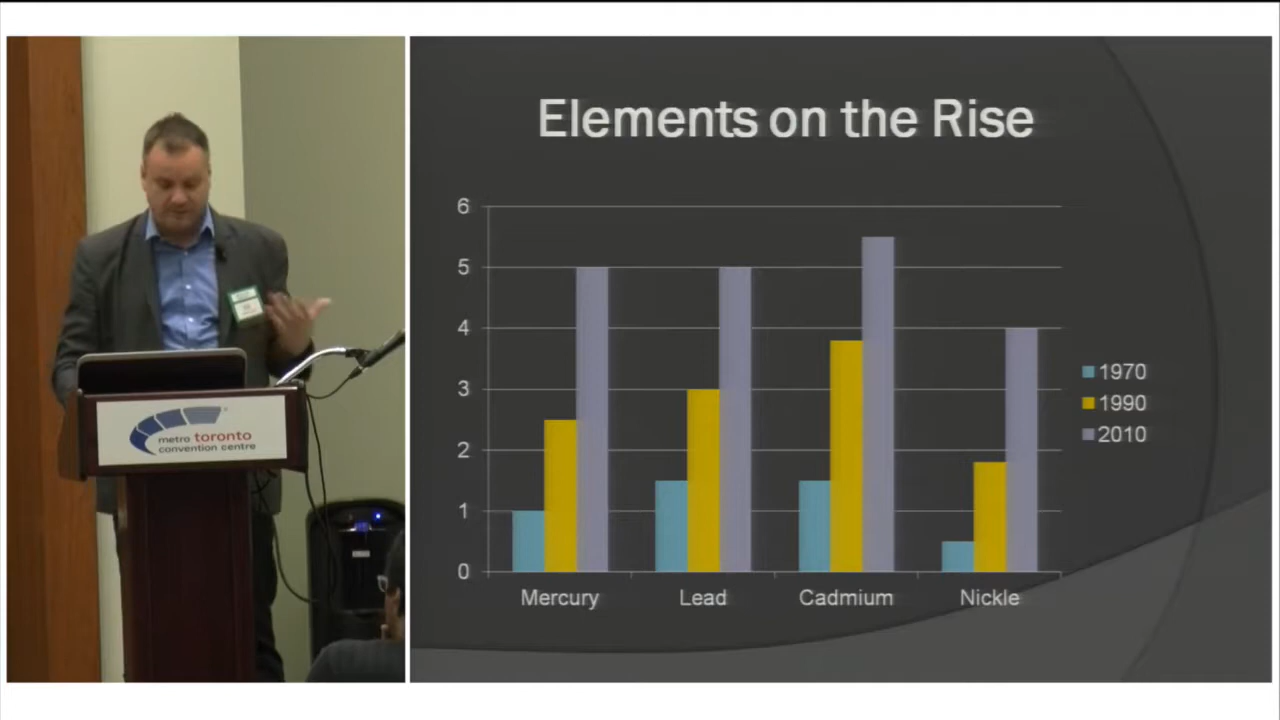 Elements on the Rise
6
5
4
3
2
1
0
Mercury
Lead
Cadmium
Nickle
1970
1990
2010
metro toronto
convention centre